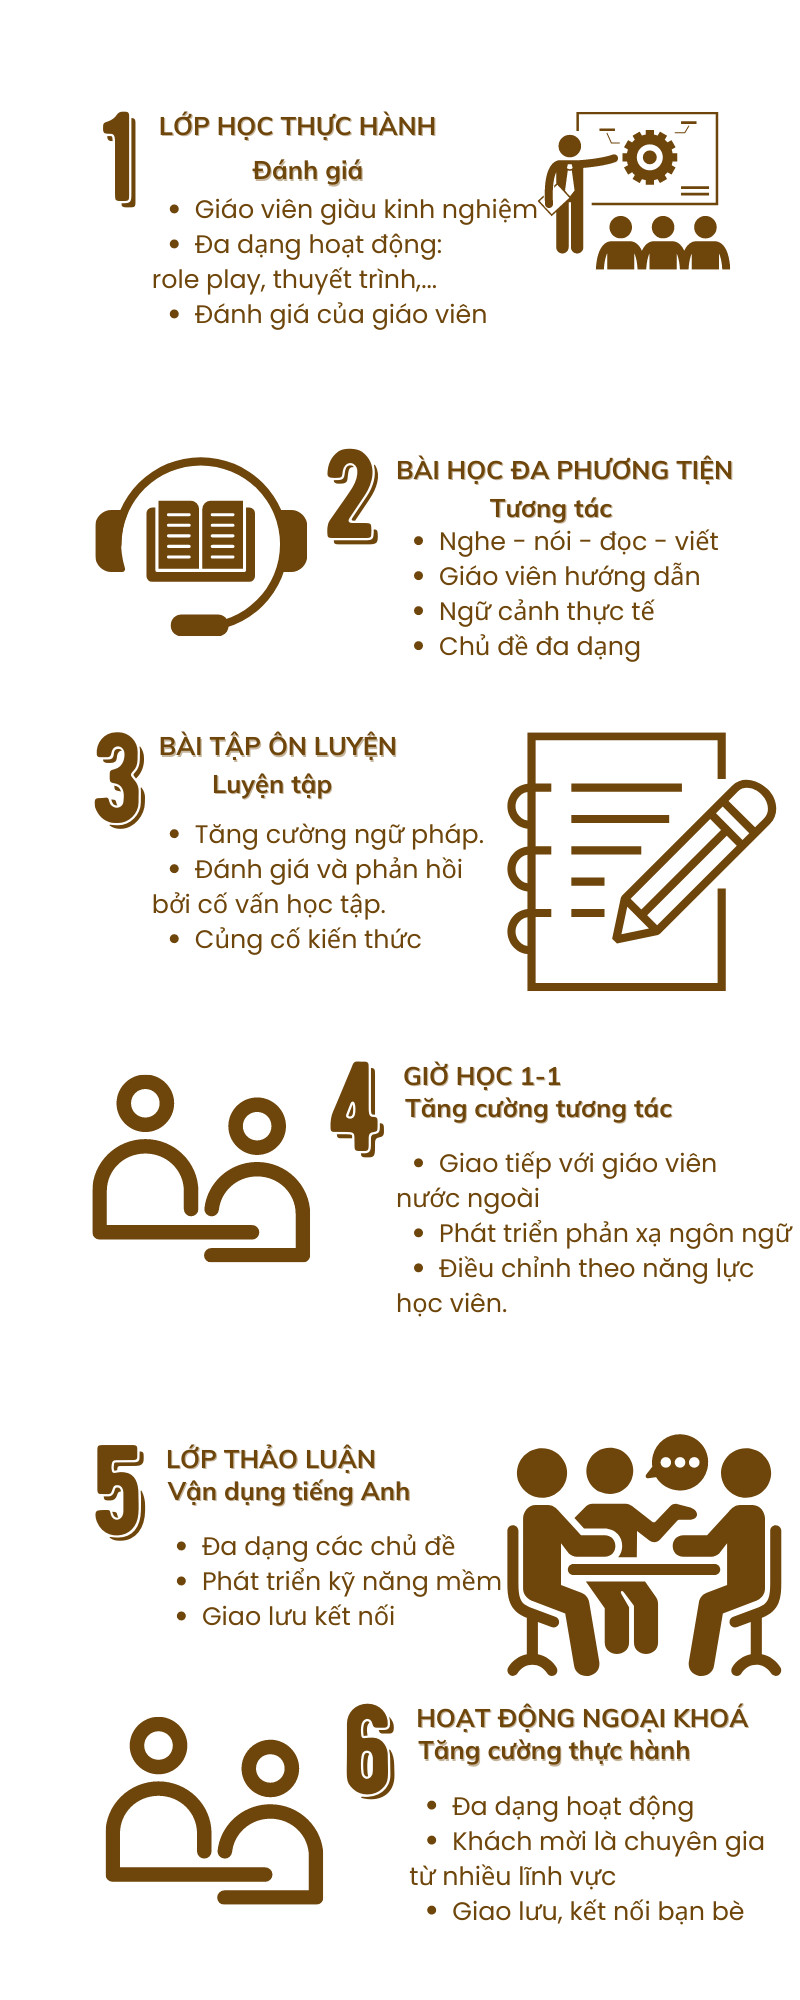 1
LỚP HỌC THỰC HÀNH
Đánh giá
• Giáo viên giàu kinh nghiệm
• Đa dạng hoạt động:
role play, thuyết trình,...
• Đánh giá của giáo viên
2
BÀI HỌC ĐA PHƯƠNG TIỆN
Tương tác
• Nghe - nói - đọc - viết
• Giáo viên hướng dẫn
• Ngữ cảnh thực tế
• Chủ đề đa dạng
3
BÀI TẬP ÔN LUYỆN
Luyện tập
• Tăng cường ngữ pháp.
• Đánh giá và phản hồi
bởi cố vấn học tập.
• Củng cố kiến thức
4
GIỜ HỌC 1-1
Tăng cường tương tác
• Giao tiếp với giáo viên
nước ngoài
• Phát triển phản xạ ngôn ngữ
• Điều chỉnh theo năng lực
học viên.
5
LỚP THẢO LUẬN
Vận dụng tiếng Anh
• Đa dạng các chủ đề
• Phát triển kỹ năng mềm
• Giao lưu kết nối
6
HOẠT ĐỘNG NGOẠI KHOÁ
Tăng cường thực hành
• Đa dạng hoạt động
• Khách mời là chuyên gia
từ nhiều lĩnh vực
• Giao lưu, kết nối bạn bè